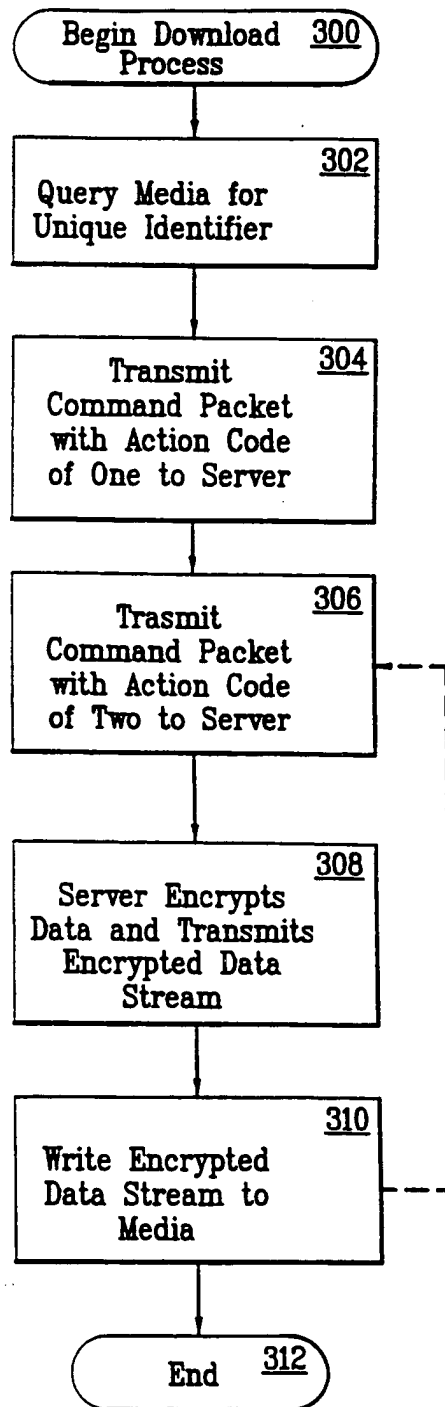 Begin Download 300
Process
302
Query Media for
Unique Identifier
304
Transmit
Command Packet
with Action Code
of One to Server
306
Trasmit
Command Packet
with Action Code
of Two to Server
308
Server Encrypts
Data and Transmits
Encrypted Data
Stream
310
Write Encrypted
Data Stream to
Media
End 312